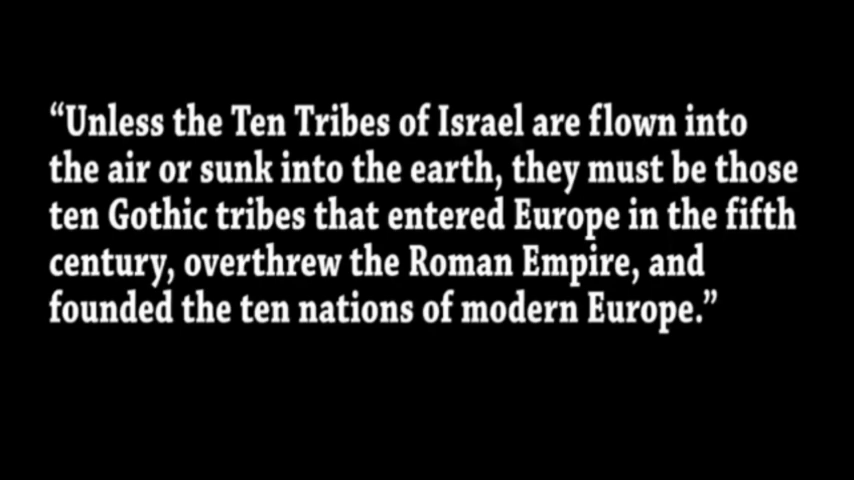 “Unless the Ten Tribes of Israel are flown into
the air or sunk into the earth, they must be those
ten Gothic tribes that entered Europe in the fifth
century, overthrew the Roman Empire, and
founded the ten nations of modern Europe.”